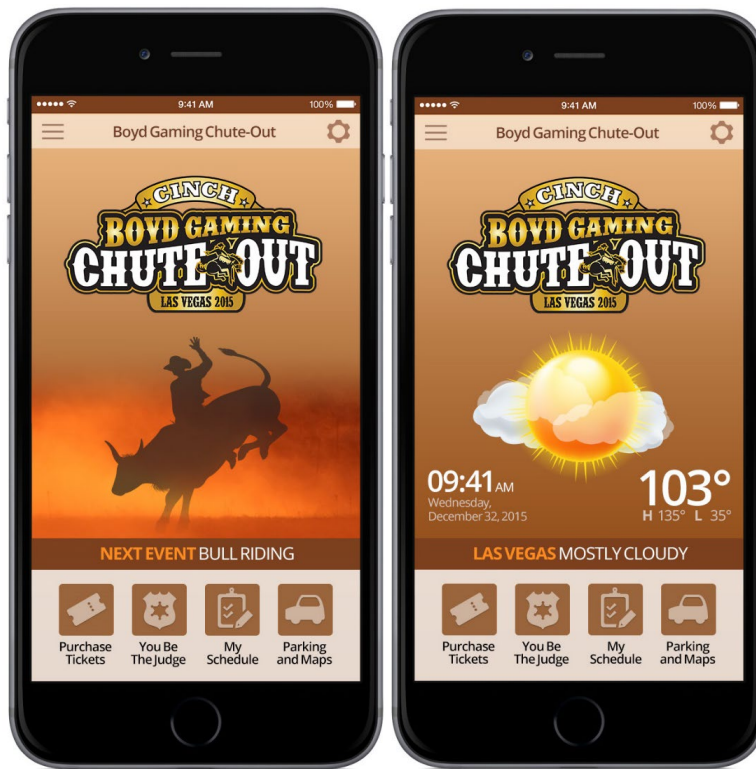 9:41 AM
100%
Boyd Gaming Chute-Out
CINCH
BOYD GAMING
CHUTE OUT
LAS VEGAS 2015
NEXT EVENT BULL RIDING
Purchase
Tickets
You Be
The Judge
My
Schedule
Parking
and Maps
9:41 AM
100%
Boyd Gaming Chute-Out
CINCH
BOYD GAMING
CHUTE OUT
LAS VEGAS 2015
09:41 AM
Wednesday,
December 32, 2015
103°
H 135° L 35°
LAS VEGAS MOSTLY CLOUDY
Purchase
Tickets
You Be
The Judge
My
Schedule
Parking
and Maps